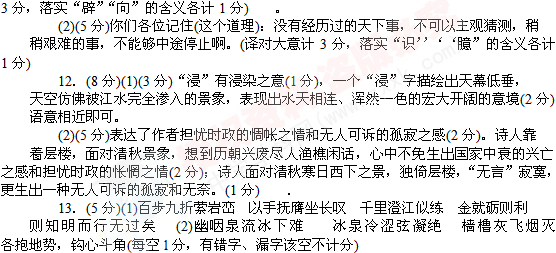 3 分，落实“辟”“向”的含义各计 1 分）　　。
(2)(5 分)你们各位记住(这个道理)：没有经历过的天下事，不可以主观猜测，稍
稍艰难的事，不能够中途停止啊。(译对大意计 3 分，落实“识’’‘‘膻”的含义各计
1 分)
12．(8 分)(1)(3 分)“浸”有浸染之意(1 分)，一个“浸”字描绘出天幕低垂，
天空仿佛被江水完全渗入的景象，表现出水天相连、浑然一色的宏大开阔的意境(2 分)
语意相近即可。
(2)(5 分)表达了作者担忧时政的惆帐之情和无人可诉的孤寂之感(2 分)。诗人靠
着层楼，面对清秋景象，想到历朝兴废尽人渔樵闲话，心中不免生出国家中衰的兴亡
之感和担忧时政的怅惘之情(2 分)；诗人面对清秋寒日西下之景，独倚层楼，“无言”寂寞，
更生出一种无人可诉的孤寂和无奈。(1 分)　　．
13．(5 分)(1)百步九折萦岩峦　以手抚膺坐长叹　千里澄江似练　金就砺则利
则知明而行无过矣　(2)幽咽泉流冰下难　　冰泉冷涩弦凝绝　樯橹灰飞烟灭
各抱地势，钩心斗角(每空 1 分，有错字、漏字该空不计分)